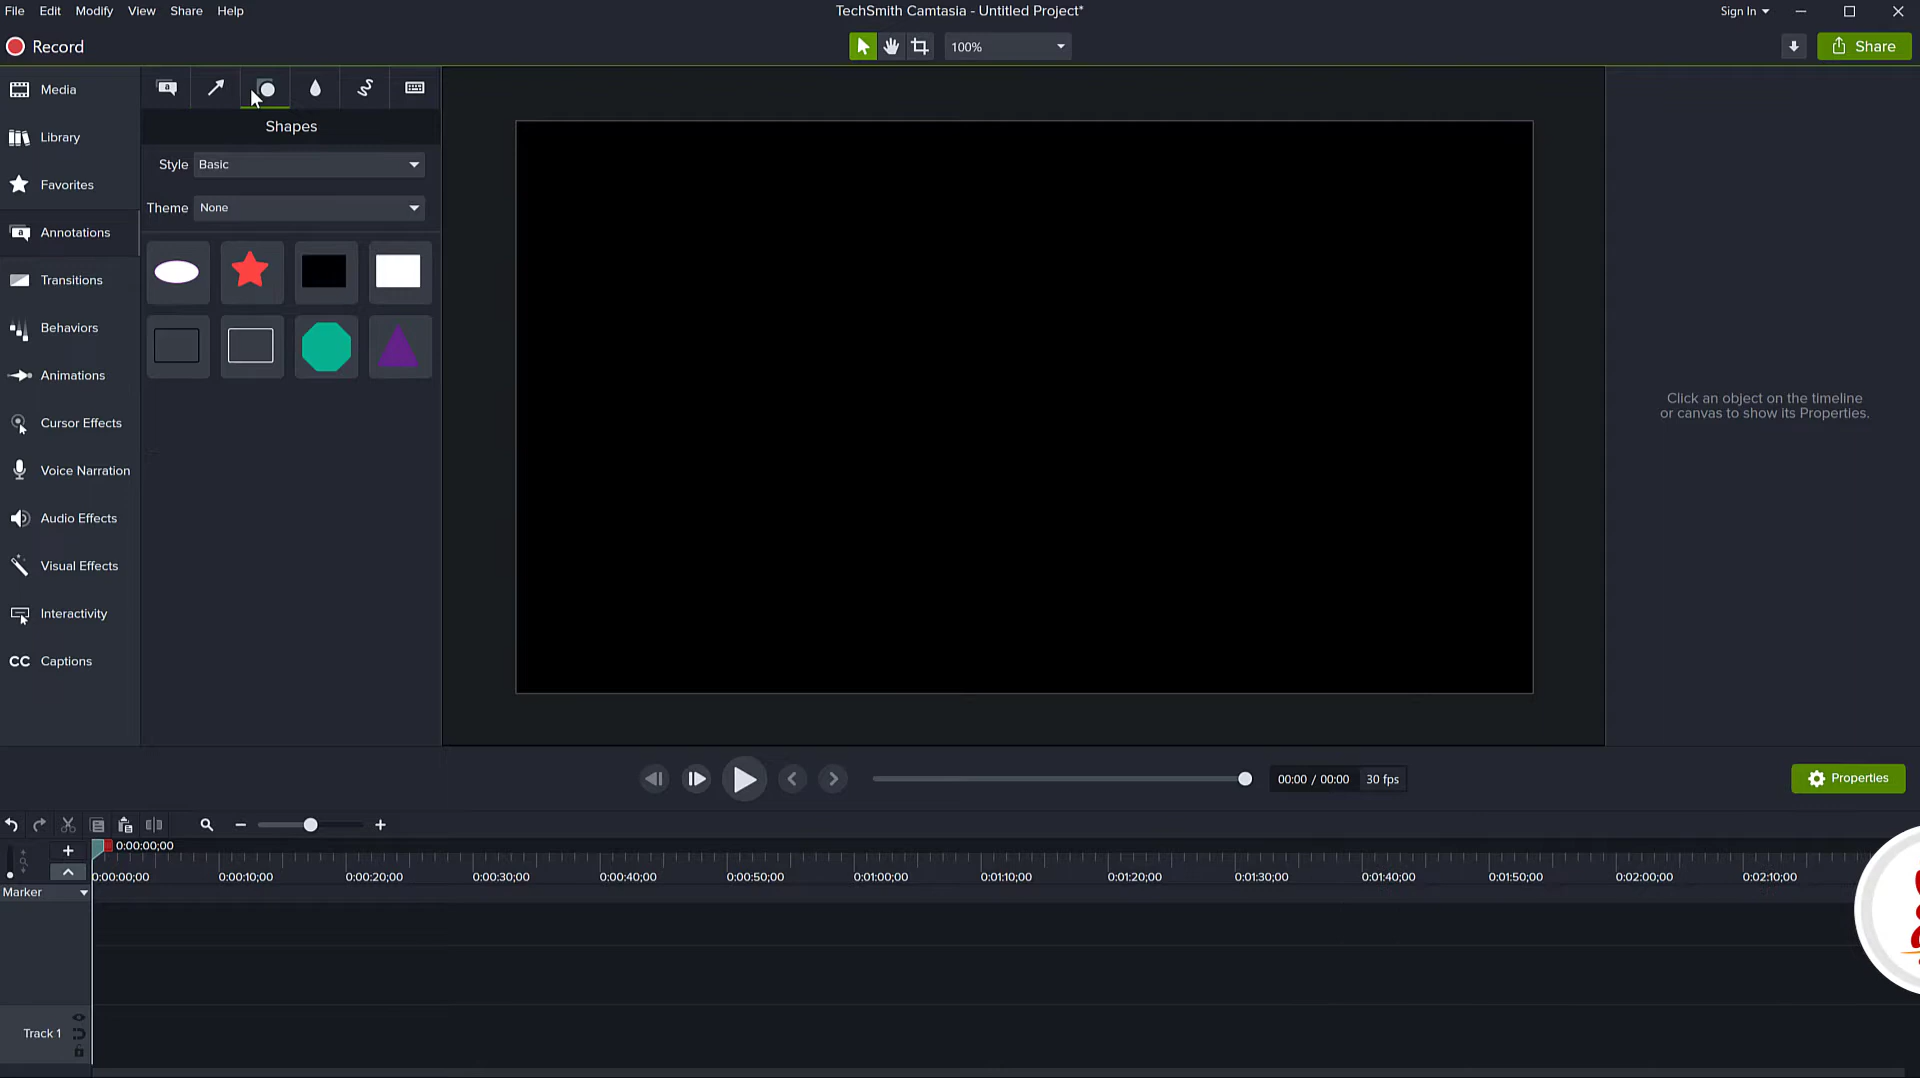 File Edit Modify View Share Help
TechSmith Camtasia - Untitled Project*
Sign In
Record
100%
Share
Media
Library
Favorites
Annotations
Transitions
Behaviors
Animations
Cursor Effects
Voice Narration
Audio Effects
Visual Effects
Interactivity
CC Captions
a
a
Shapes
Style Basic
Theme None
Click an object on the timeline
or canvas to show its Properties.
00:00 / 00:00 30 fps
Properties
0:00:00;00
0:00:00;00 0:00:10;00 0:00:20;00 0:00:30;00 0:00:40;00 0:00:50;00 0:01:00;00 0:01:10;00 0:01:20;00 0:01:30;00 0:01:40;00 0:01:50;00 0:02:00;00 0:02:10;00
Marker
Track 1